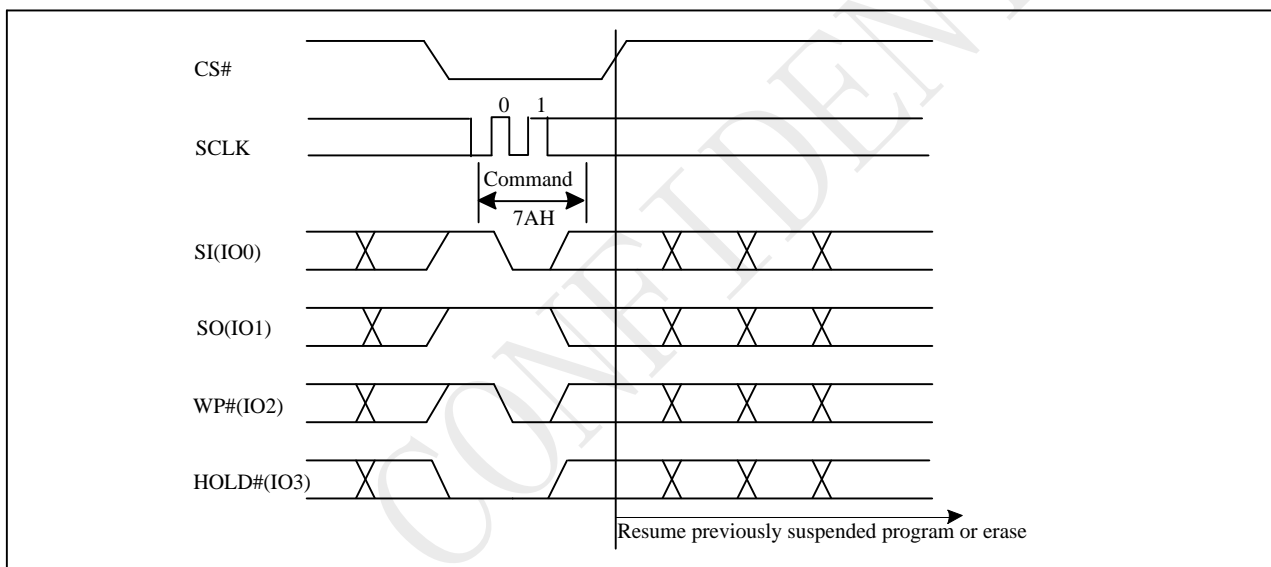 CS#
0 1
SCLK
Command
7AH
SI(IO0)
SO(IO1)
WP#(IO2)
HOLD#(IO3)
Resume previously suspended program or erase
CONFIDEN